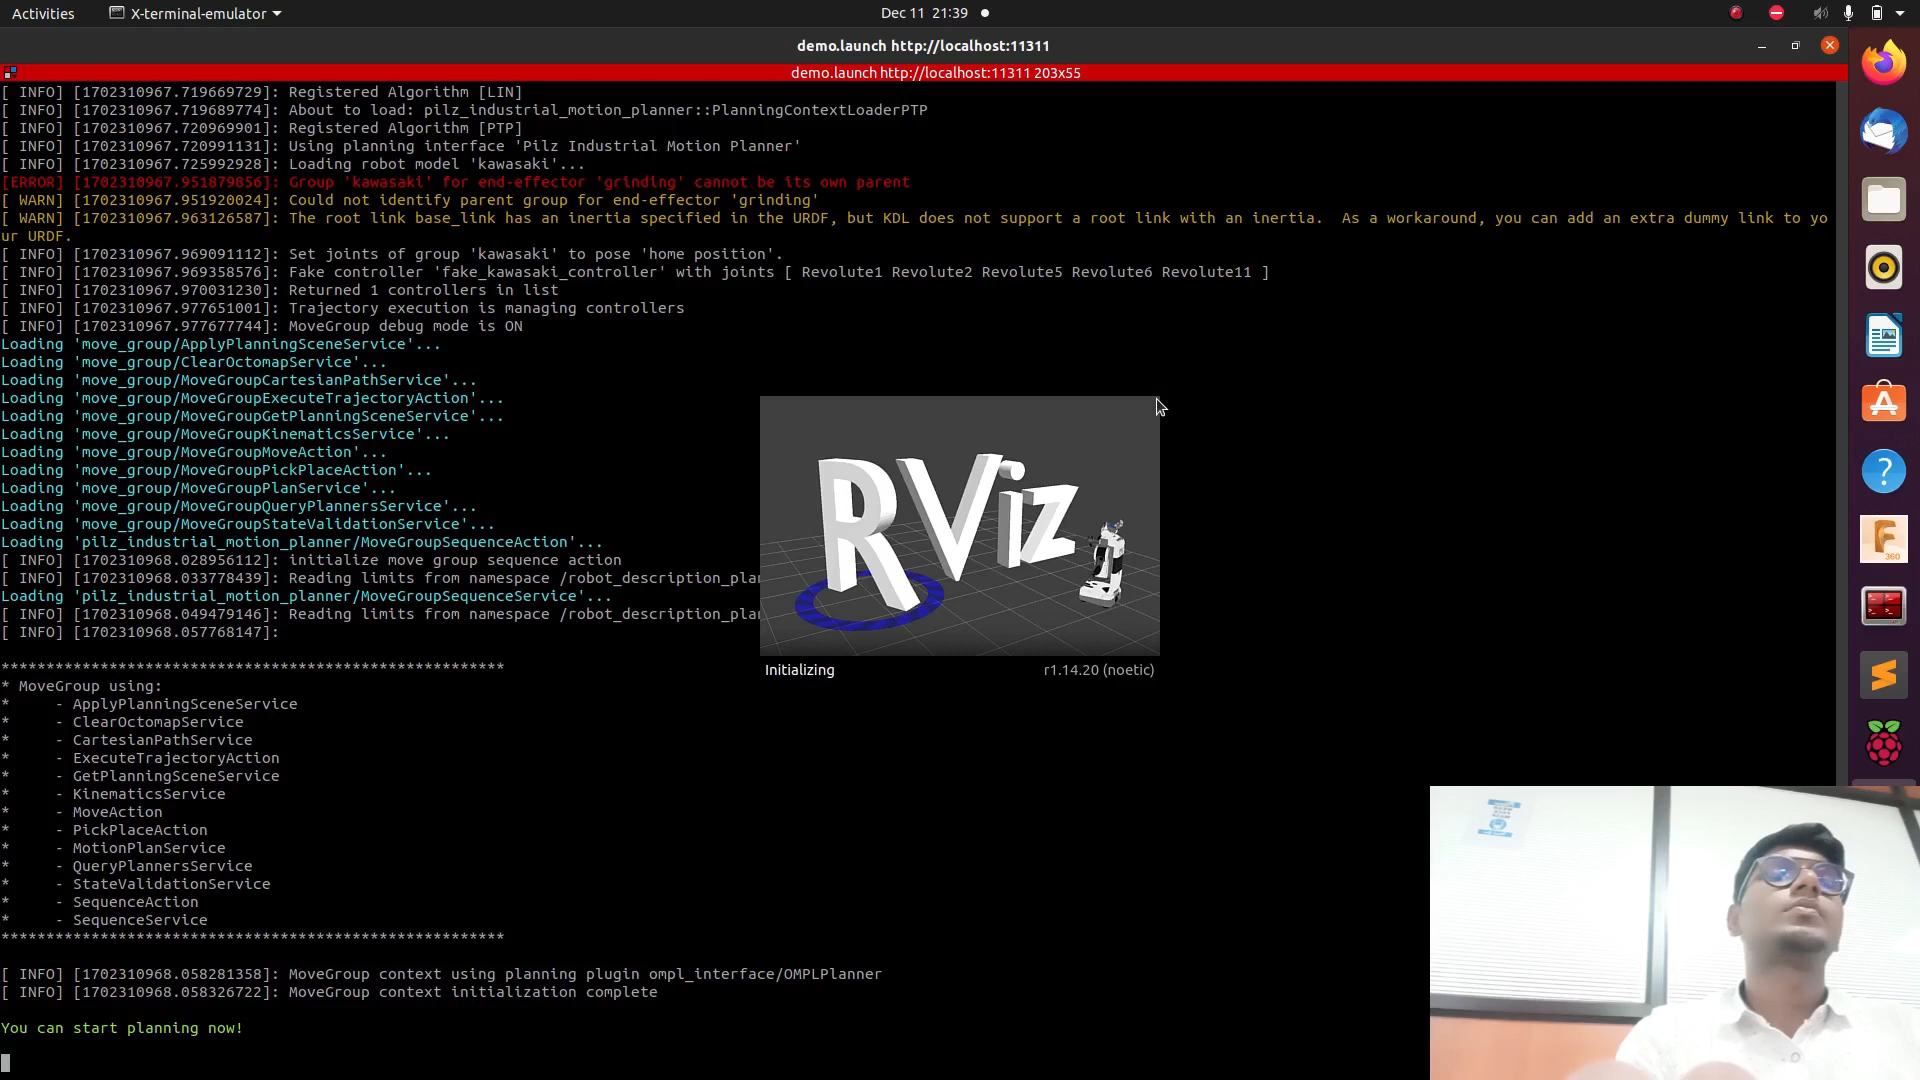 Activities
X-terminal-emulator
Dec 11 21:39
demo.launch http://localhost:11311
demo.launch http://localhost:11311 203x55
[ INFO] [1702310967.719669729]: Registered Algorithm [LIN]
[ INFO] [1702310967.719689774]: About to load: pilz_industrial_motion_planner::PlanningContextLoaderPTP
[ INFO] [1702310967.720969901]: Registered Algorithm [PTP]
[ INFO] [1702310967.720991131]: Using planning interface 'Pilz Industrial Motion Planner'
[ INFO] [1702310967.725992928]: Loading robot model 'kawasaki'...
[ERROR] [1702310967.951879856]: Group 'kawasaki' for end-effector 'grinding' cannot be its own parent
[ WARN] [1702310967.951920024]: Could not identify parent group for end-effector 'grinding'
[ WARN] [1702310967.963126587]: The root link base_link has an inertia specified in the URDF, but KDL does not support a root link with an inertia.  As a workaround, you can add an extra dummy link to yo
ur URDF.
[ INFO] [1702310967.969091112]: Set joints of group 'kawasaki' to pose 'home position'.
[ INFO] [1702310967.969358576]: Fake controller 'fake_kawasaki_controller' with joints [ Revolute1 Revolute2 Revolute5 Revolute6 Revolute11 ]
[ INFO] [1702310967.970031230]: Returned 1 controllers in list
[ INFO] [1702310967.977651001]: Trajectory execution is managing controllers
[ INFO] [1702310967.977677744]: MoveGroup debug mode is ON
Loading 'move_group/ApplyPlanningSceneService'...
Loading 'move_group/ClearOctomapService'...
Loading 'move_group/MoveGroupCartesianPathService'...
Loading 'move_group/MoveGroupExecuteTrajectoryAction'...
Loading 'move_group/MoveGroupGetPlanningSceneService'...
Loading 'move_group/MoveGroupKinematicsService'...
Loading 'move_group/MoveGroupMoveAction'...
Loading 'move_group/MoveGroupPickPlaceAction'...
Loading 'move_group/MoveGroupPlanService'...
Loading 'move_group/MoveGroupQueryPlannersService'...
Loading 'move_group/MoveGroupStateValidationService'...
Loading 'pilz_industrial_motion_planner/MoveGroupSequenceAction'...
[ INFO] [1702310968.028956112]: initialize move group sequence action
[ INFO] [1702310968.033778439]: Reading limits from namespace /robot_description_pla
Loading 'pilz_industrial_motion_planner/MoveGroupSequenceService'...
[ INFO] [1702310968.049479146]: Reading limits from namespace /robot_description_pla
[ INFO] [1702310968.057768147]:
RViz
Initializing
r1.14.20 (noetic)
********************************************************
* MoveGroup using:
*     - ApplyPlanningSceneService
*     - ClearOctomapService
*     - CartesianPathService
*     - ExecuteTrajectoryAction
*     - GetPlanningSceneService
*     - KinematicsService
*     - MoveAction
*     - PickPlaceAction
*     - MotionPlanService
*     - QueryPlannersService
*     - StateValidationService
*     - SequenceAction
*     - SequenceService
********************************************************
[ INFO] [1702310968.058281358]: MoveGroup context using planning plugin ompl_interface/OMPLPlanner
[ INFO] [1702310968.058326722]: MoveGroup context initialization complete
You can start planning now!
F
360